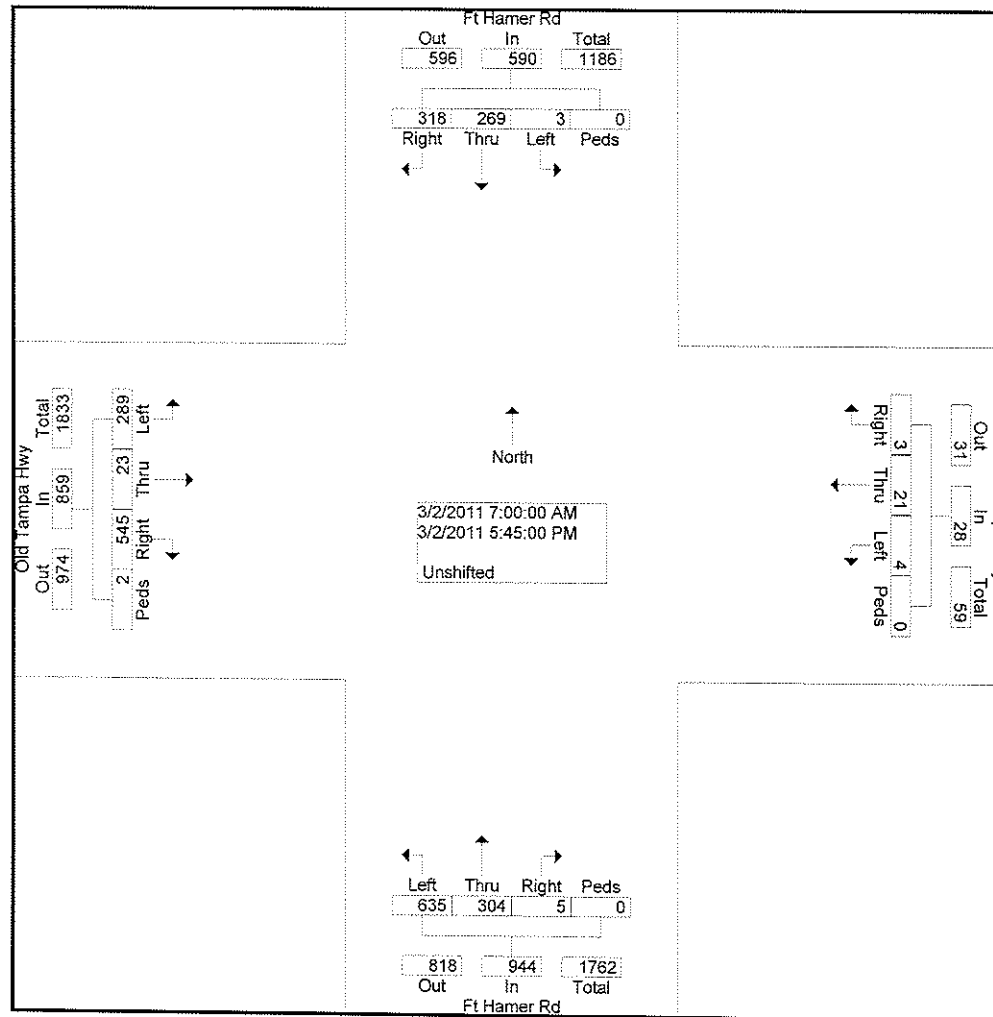 Ft Hamer Rd
Out In Total
596 590 1186
318 269 3 0
Right Thru Left Peds
Old Tampa Hwy
Total In Out
1833 859 974
289 23 545 2
Left Thru Right Peds
North
3/2/2011 7:00:00 AM
3/2/2011 5:45:00 PM
Unshifted
Right Thru Left Peds
3 21 4 0
Out In Total
31 28 59
Left Thru Right Peds
635 304 5 0
818 944 1762
Out In Total
Ft Hamer Rd